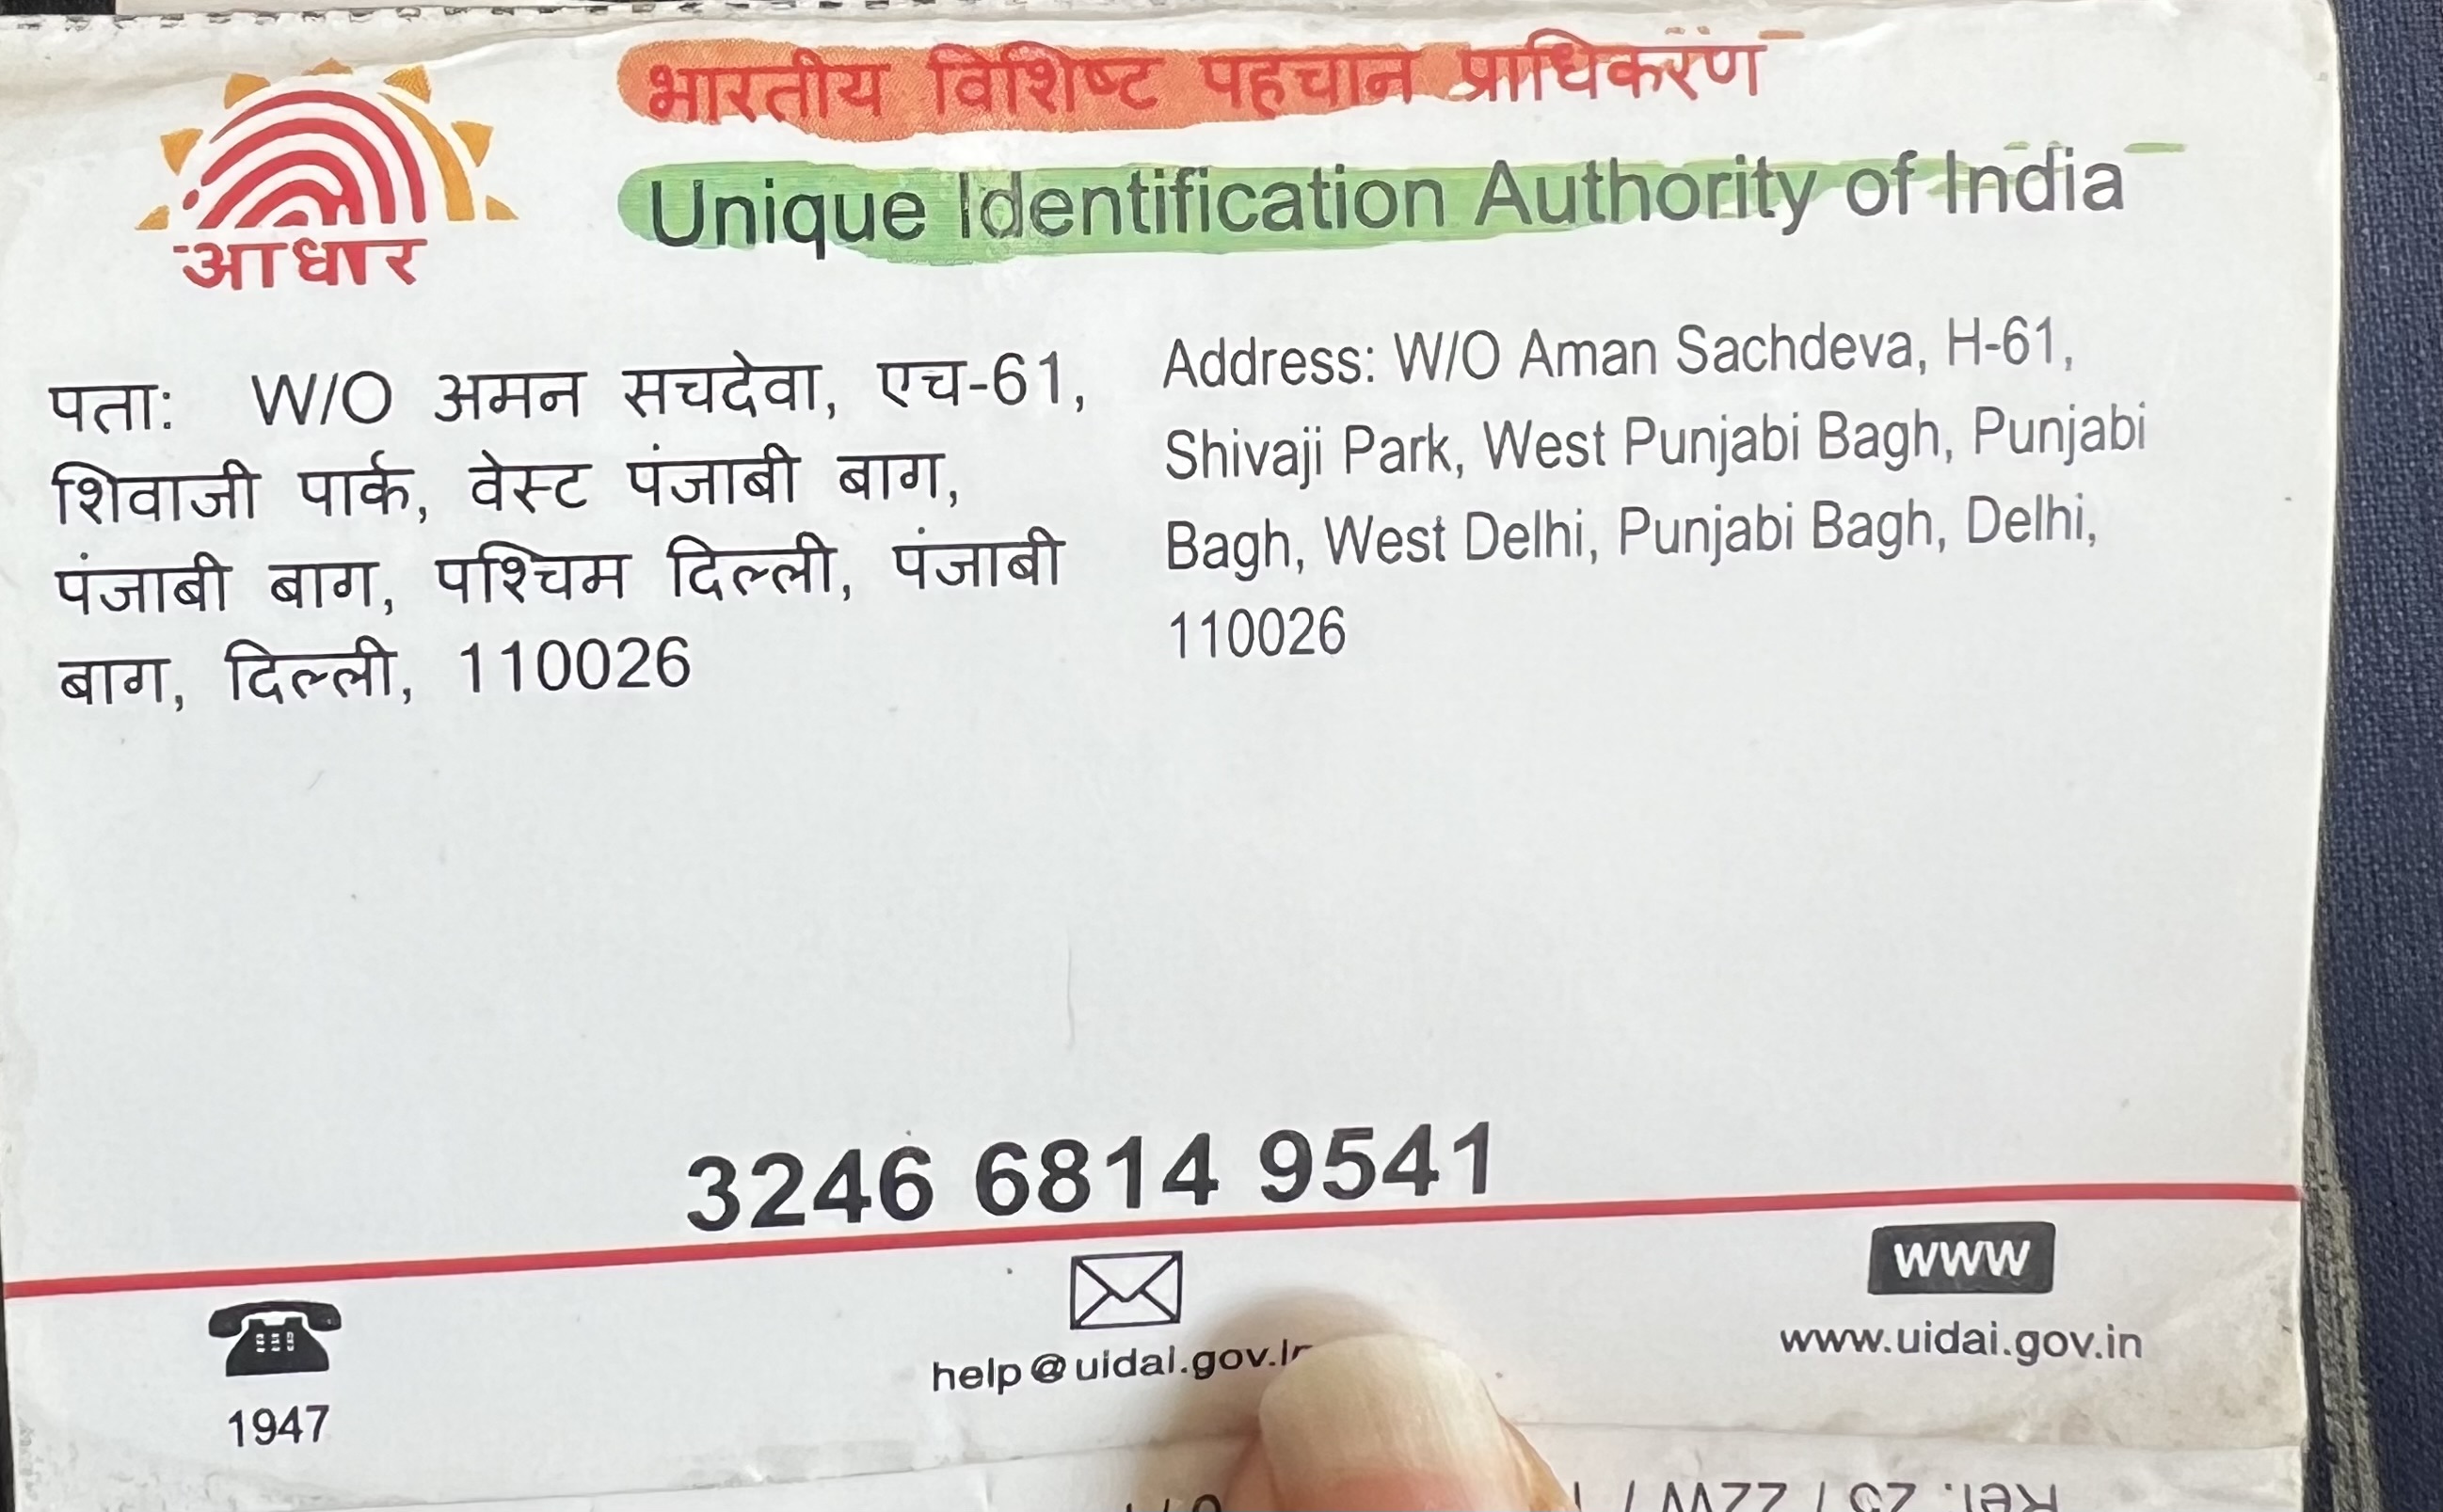 भारतीय विशिष्ट पहचान प्राधिकरण
Unique Identification Authority of India
आधार
पता: W/O अमन सचदेवा, एच-61,
शिवाजी पार्क, वेस्ट पंजाबी बाग,
पंजाबी बाग, पश्चिम दिल्ली, पंजाबी
बाग, दिल्ली, 110026
Address: W/O Aman Sachdeva, H-61,
Shivaji Park, West Punjabi Bagh, Punjabi
Bagh, West Delhi, Punjabi Bagh, Delhi,
110026
3246 6814 9541
1947
help@uidai.gov.in
WWW
www.uidai.gov.in